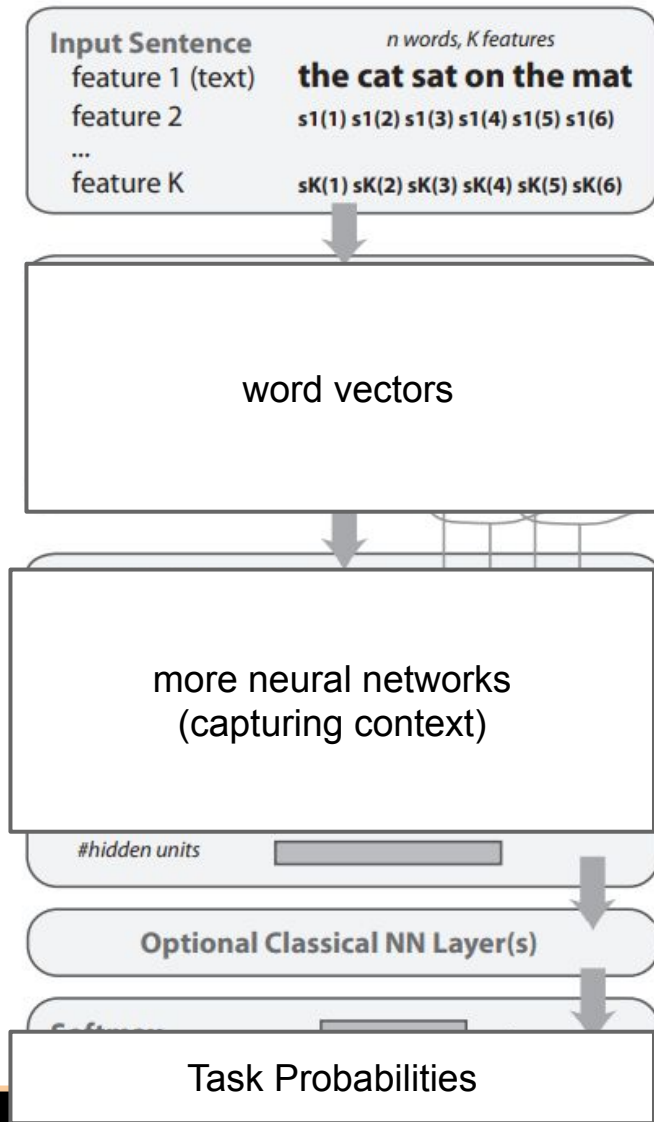 Input Sentence n words, K features
feature 1 (text) the cat sat on the mat
feature 2 s1(1) s1(2) s1(3) s1(4) s1(5) s1(6)
...
feature K sK(1) sK(2) sK(3) sK(4) sK(5) sK(6)
word vectors
more neural networks
(capturing context)
#hidden units
Optional Classical NN Layer(s)
Task Probabilities